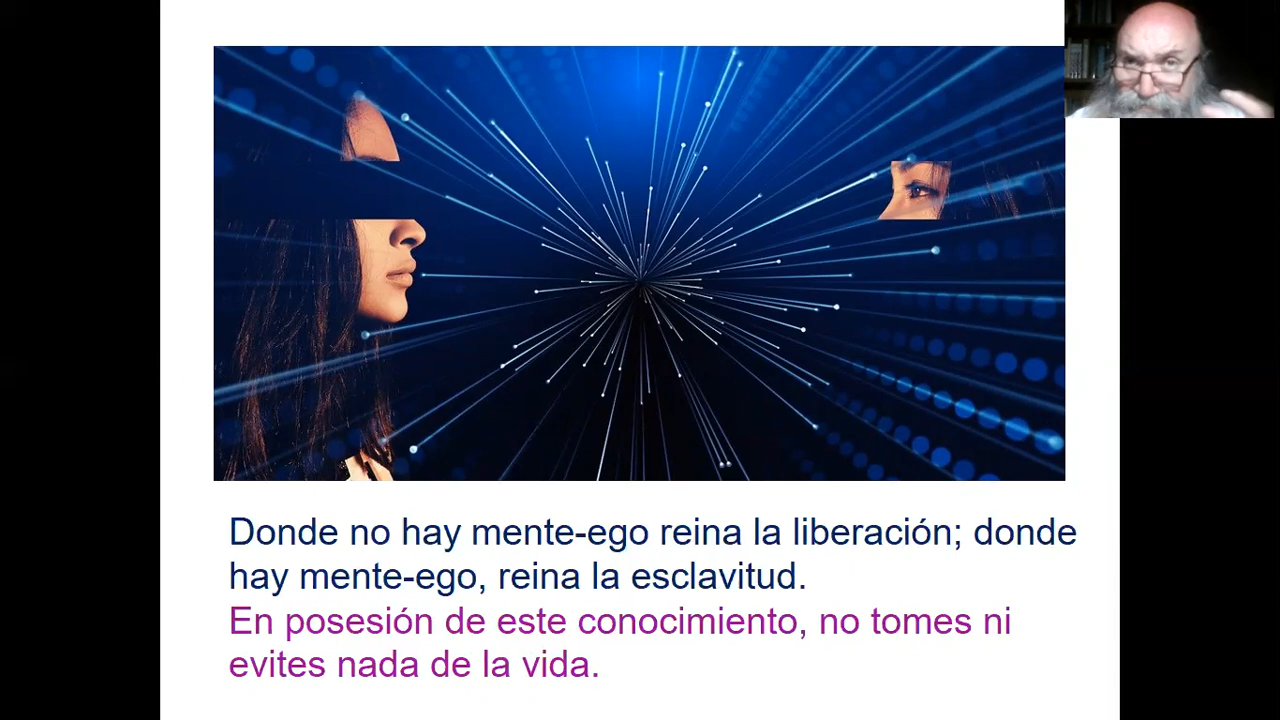 Donde no hay mente-ego reina la liberación; donde
hay mente-ego, reina la esclavitud.
En posesión de este conocimiento, no tomes ni
evites nada de la vida.